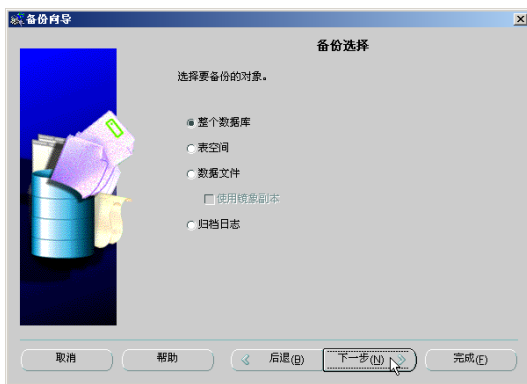 备份向导
备份选择
选择要备份的对象。
整个数据库
表空间
数据文件
使用镜象副本
归档日志
取消
帮助
后退(B)
下一步(N)
完成(F)